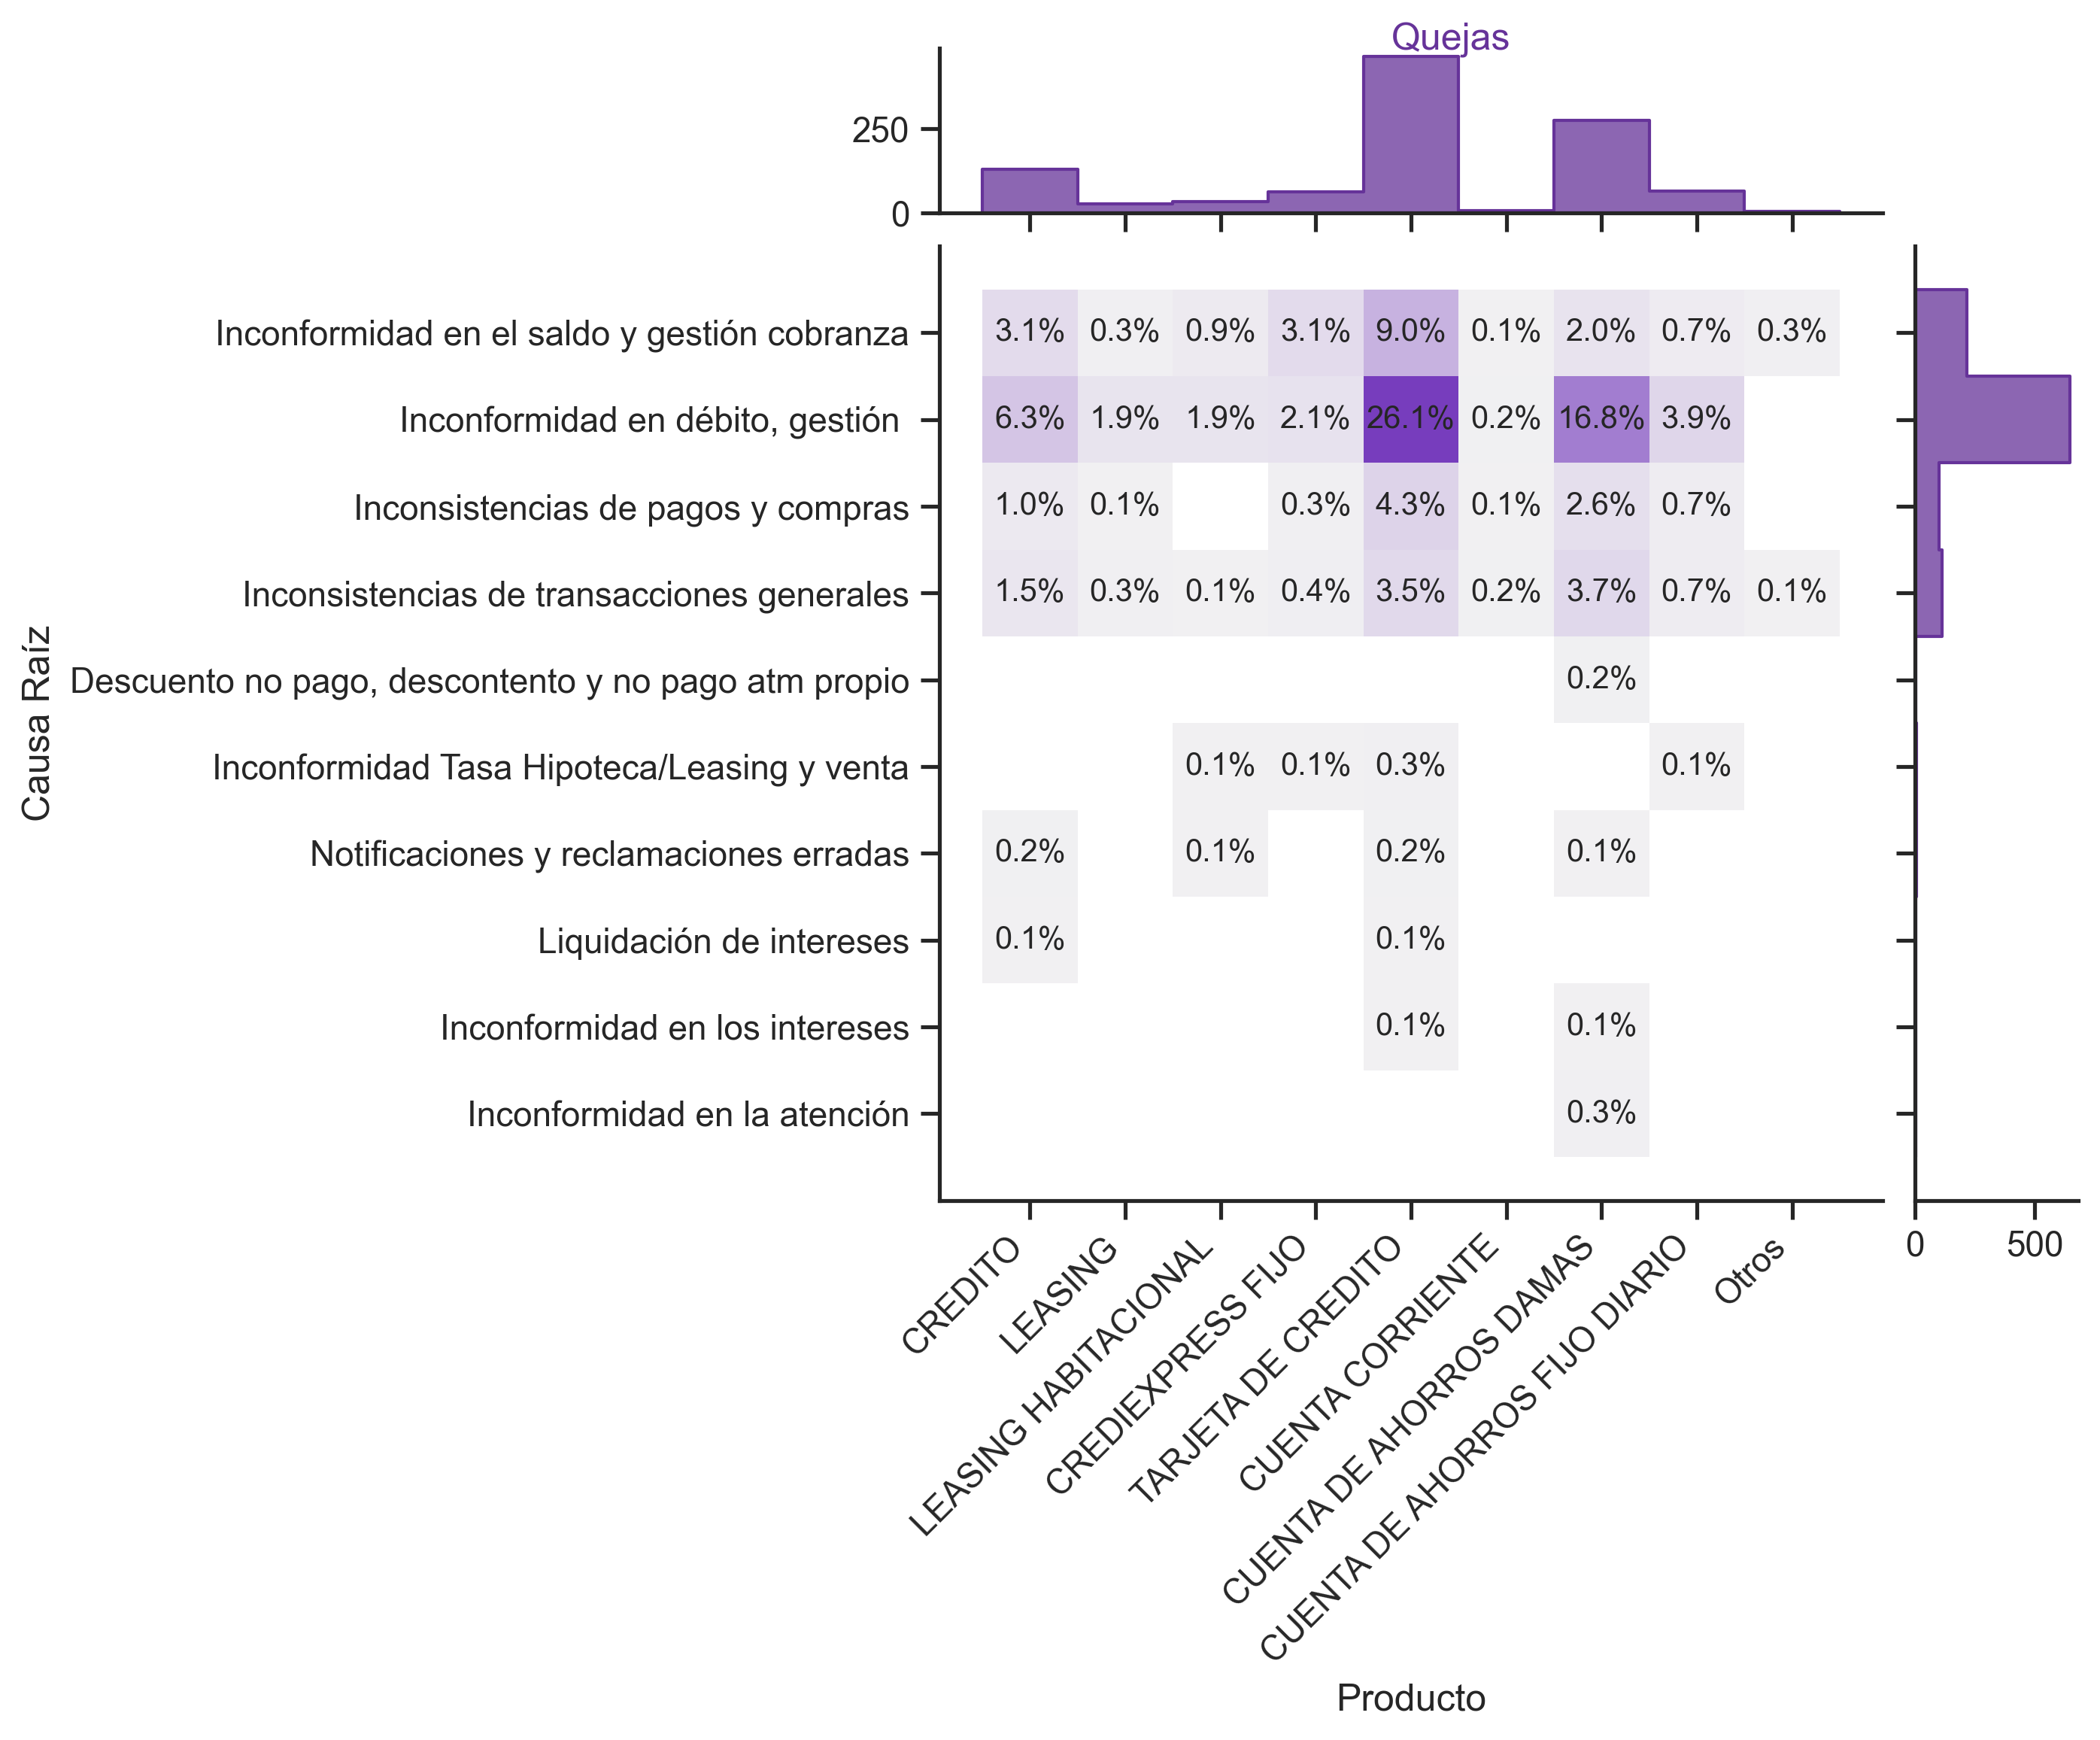 Quejas
250
0
Causa Raíz
Inconformidad en el saldo y gestión cobranza 3.1% 0.3% 0.9% 3.1% 9.0% 0.1% 2.0% 0.7% 0.3%
Inconformidad en débito, gestión 6.3% 1.9% 1.9% 2.1% 26.1% 0.2% 16.8% 3.9%
Inconsistencias de pagos y compras 1.0% 0.1% 0.3% 4.3% 0.1% 2.6% 0.7%
Inconsistencias de transacciones generales 1.5% 0.3% 0.1% 0.4% 3.5% 0.2% 3.7% 0.7% 0.1%
Descuento no pago, descontento y no pago atm propio 0.2%
Inconformidad Tasa Hipoteca/Leasing y venta 0.1% 0.1% 0.3% 0.1%
Notificaciones y reclamaciones erradas 0.2% 0.1% 0.2% 0.1%
Liquidación de intereses 0.1% 0.1%
Inconformidad en los intereses 0.1% 0.1%
Inconformidad en la atención 0.3%
0 500
CREDITO
LEASING
LEASING HABITACIONAL
CREDIEXPRESS FIJO
TARJETA DE CREDITO
CUENTA CORRIENTE
CUENTA DE AHORROS DAMAS
CUENTA DE AHORROS FIJO DIARIO
Otros
Producto